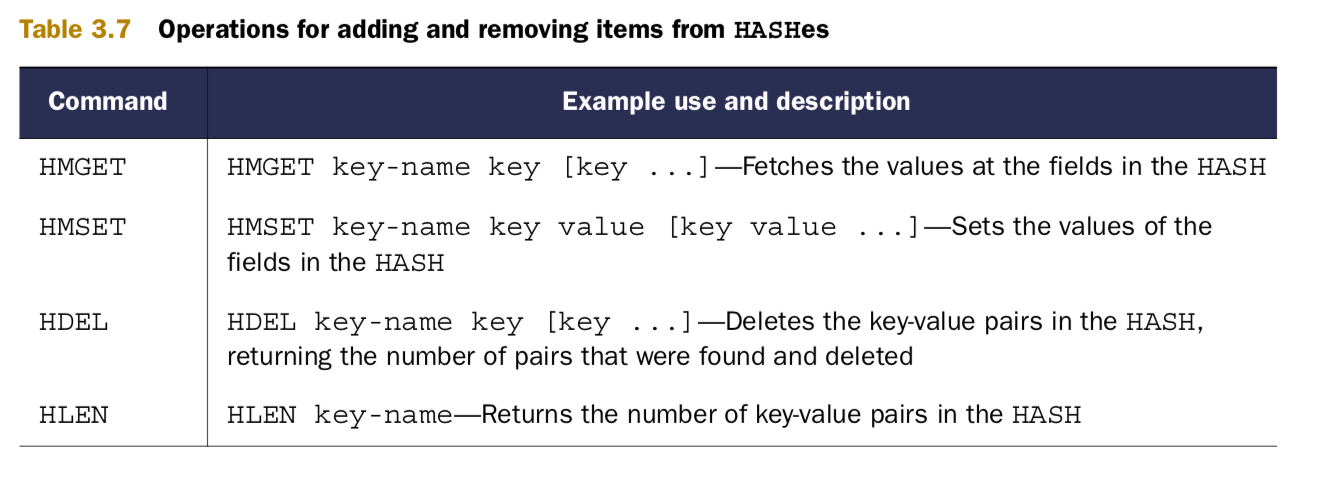 Table 3.7 Operations for adding and removing items from HASHes
Command Example use and description
HMGET HMGET key-name key [key ...]—Fetches the values at the fields in the HASH
HMSET HMSET key-name key value [key value ...]—Sets the values of the
fields in the HASH
HDEL HDEL key-name key [key ...]—Deletes the key-value pairs in the HASH,
returning the number of pairs that were found and deleted
HLEN HLEN key-name—Returns the number of key-value pairs in the HASH